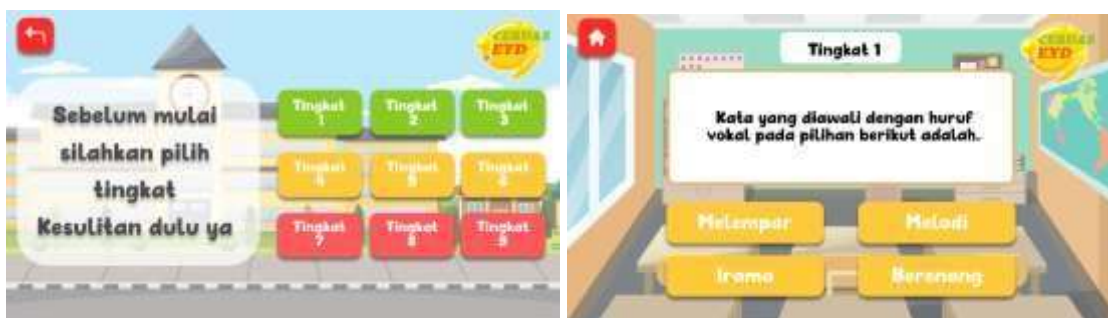 CERDAS
EYD
Sebelum mulai
silahkan pilih
tingkat
Kesulitan dulu ya
Tingkat
1
Tingkat
2
Tingkat
3
Tingkat
4
Tingkat
5
Tingkat
6
Tingkat
7
Tingkat
8
Tingkat
9
Tingkat 1
CERDAS
EYD
Kata yang diawali dengan huruf
vokal pada pilihan berikut adalah.
Melempar
Melodi
Irama
Berenang